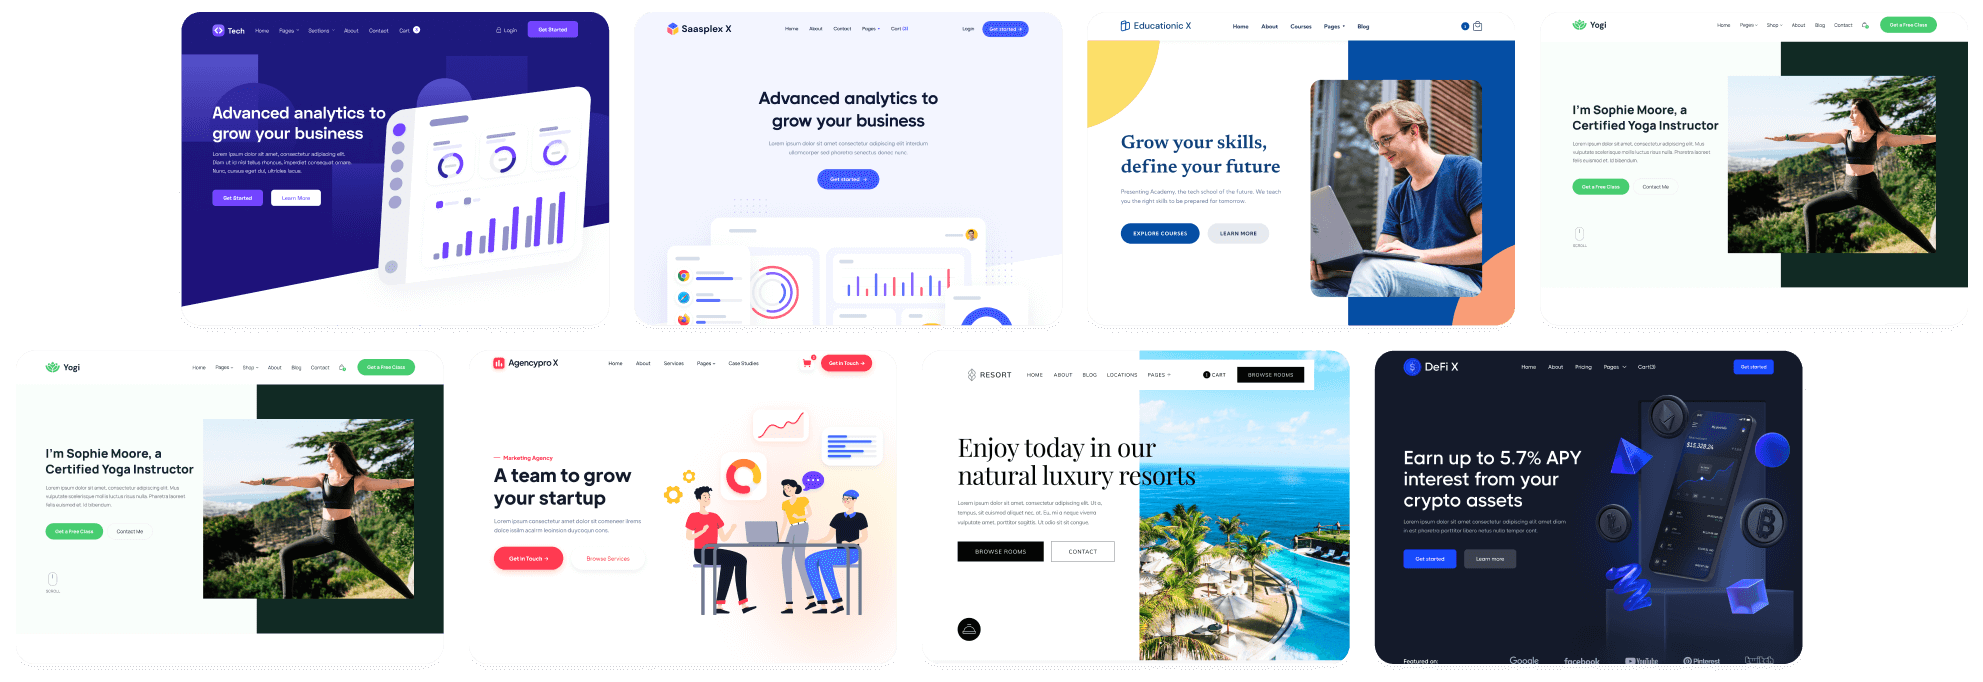 Tech
Home Pages Sections About Contact Cart
Login
Get Started
Advanced analytics to
grow your business
Lorem ipsum dolor sit amet, consectetur adipiscing elit.
Diam ut id nisl tellus rhoncus, imperdiet consequat ornare.
Nunc, cursus eget dui, ultricies lacus.
Get Started
Learn More
Saasplex X
Home About Contact Pages Cart (0)
Login
Get started →
Advanced analytics to
grow your business
Lorem ipsum dolor sit amet consectetur adipiscing elit interdum
ullamcorper sed pharetra senectus donec nunc.
Get started →
Educationic X
Home About Courses Pages Blog
Grow your skills,
define your future
Presenting Academy, the tech school of the future. We teach
you the right skills to be prepared for tomorrow.
EXPLORE COURSES
LEARN MORE
Yogi
Home Pages Shop About Blog Contact
Get a Free Class
I'm Sophie Moore, a
Certified Yoga Instructor
Lorem ipsum dolor sit amet, consectetur adipiscing elit. Mus
vulputate scelerisque mollis luctus risus nulla. Pharetra laoreet
felis euismod et. Id bibendum.
Get a Free Class
Contact Me
SCROLL
Yogi
Home Pages Shop About Blog Contact
Get a Free Class
I'm Sophie Moore, a
Certified Yoga Instructor
Lorem ipsum dolor sit amet, consectetur adipiscing elit. Mus
vulputate scelerisque mollis luctus risus nulla. Pharetra laoreet
felis euismod et. Id bibendum.
Get a Free Class
Contact Me
SCROLL
Agencypro X
Home About Services Pages Case Studies
Get in Touch →
Marketing Agency
A team to grow
your startup
Lorem ipsum consectetur amet dolor sit comeneer ilremsilov
dolce issilm acalrm leoinsion duycoqun cons.
Get in Touch →
Browse Services
RESORT
HOME ABOUT BLOG LOCATIONS PAGES
CART
BROWSE ROOMS
Enjoy today in our
natural luxury resorts
Lorem ipsum dolor sit amet, consectetur adipiscing elit. Ut a,
tempus, sit euismod aliquet nec, at. Eu, mi a neque viverra
vulputate amet, porttitor sagittis. Ut odio sit sit congue.
BROWSE ROOMS
CONTACT
DeFi X
Home About Pricing Pages Cart(0)
Get started
Earn up to 5.7% APY
interest from your
crypto assets
Lorem ipsum dolor sit amet consectetur adipiscing elit amet diam
in est pharetra porttitor libero netus nulla tempor cant.
Get started
Learn more
$15,328.24
Featured on:
Google
facebook
YouTube
Pinterest
twitch